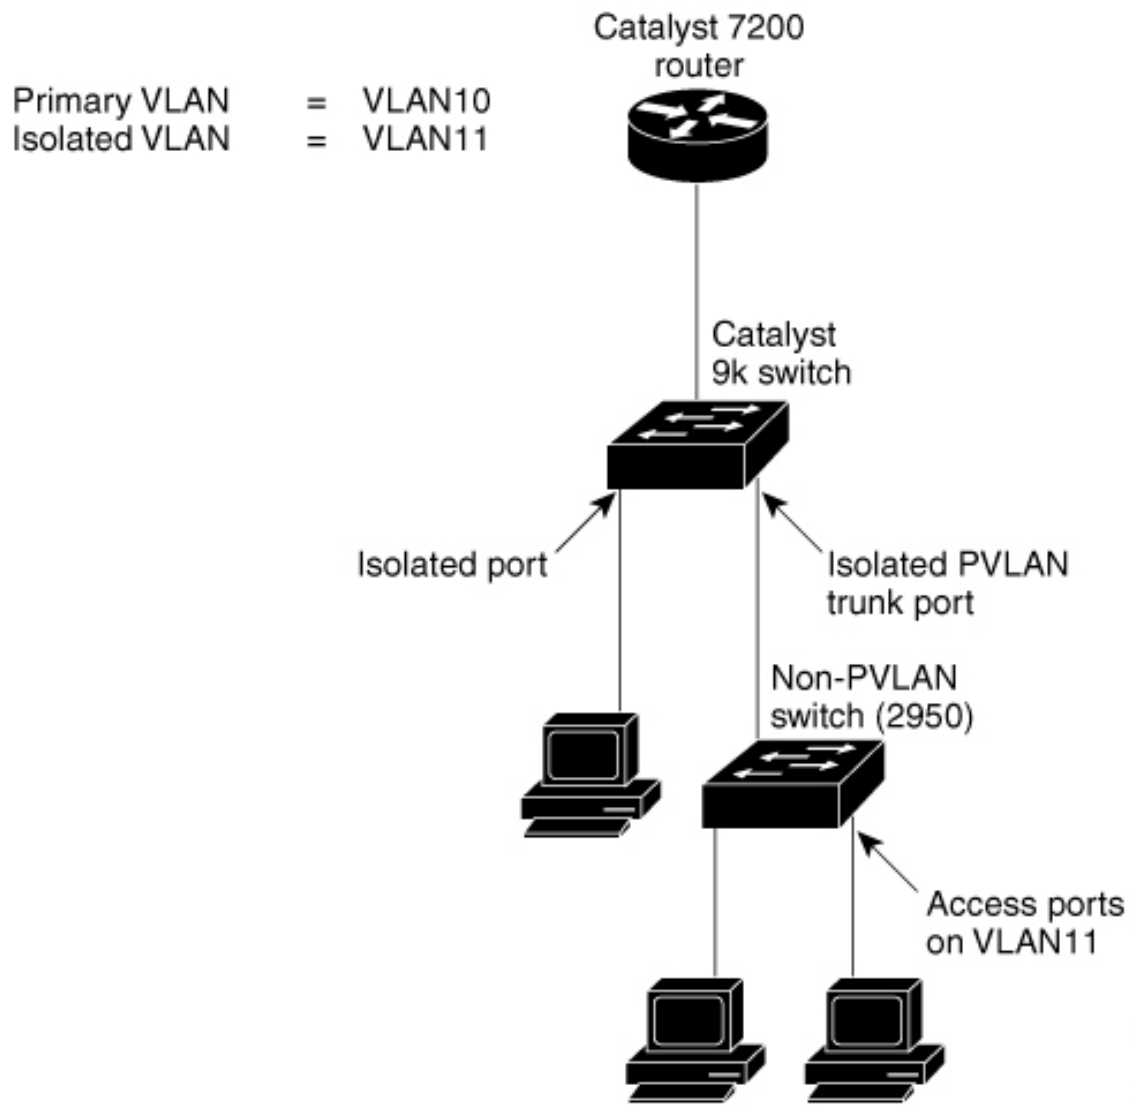 Catalyst 7200
router
Primary VLAN = VLAN10
Isolated VLAN = VLAN11
Catalyst
9k switch
Isolated port
Isolated PVLAN
trunk port
Non-PVLAN
switch (2950)
Access ports
on VLAN11